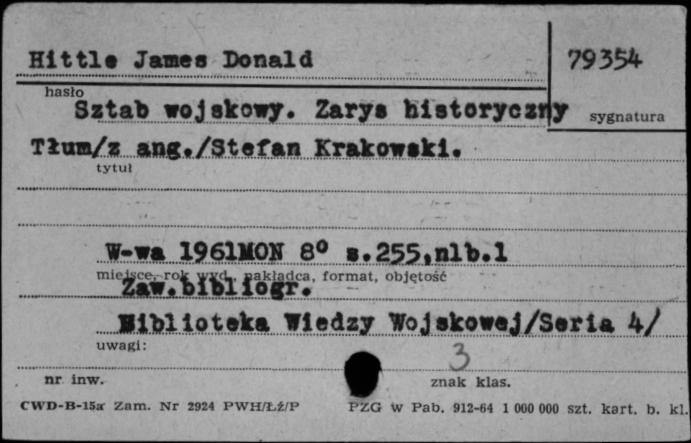 Hittle James Donald
79354
hasło
Sztab wojskowy. Zarys historyczny
sygnatura
Tłum/z ang./Stefan Krakowski.
tytuł
W-wa 1961MON 8⁰ s.255,nlb.1
miejsce, rok wyd., nakładca, format, objętość
Zaw.bibliogr.
Biblioteka Wiedzy Wojskowej/Seria 4/
uwagi:
3
nr inw.
znak klas.
CWD-B-15a Zam. Nr 2924 PWH/Łż/P
PZG w Pab. 912-64 1 000 000 szt. kart. b. kl.